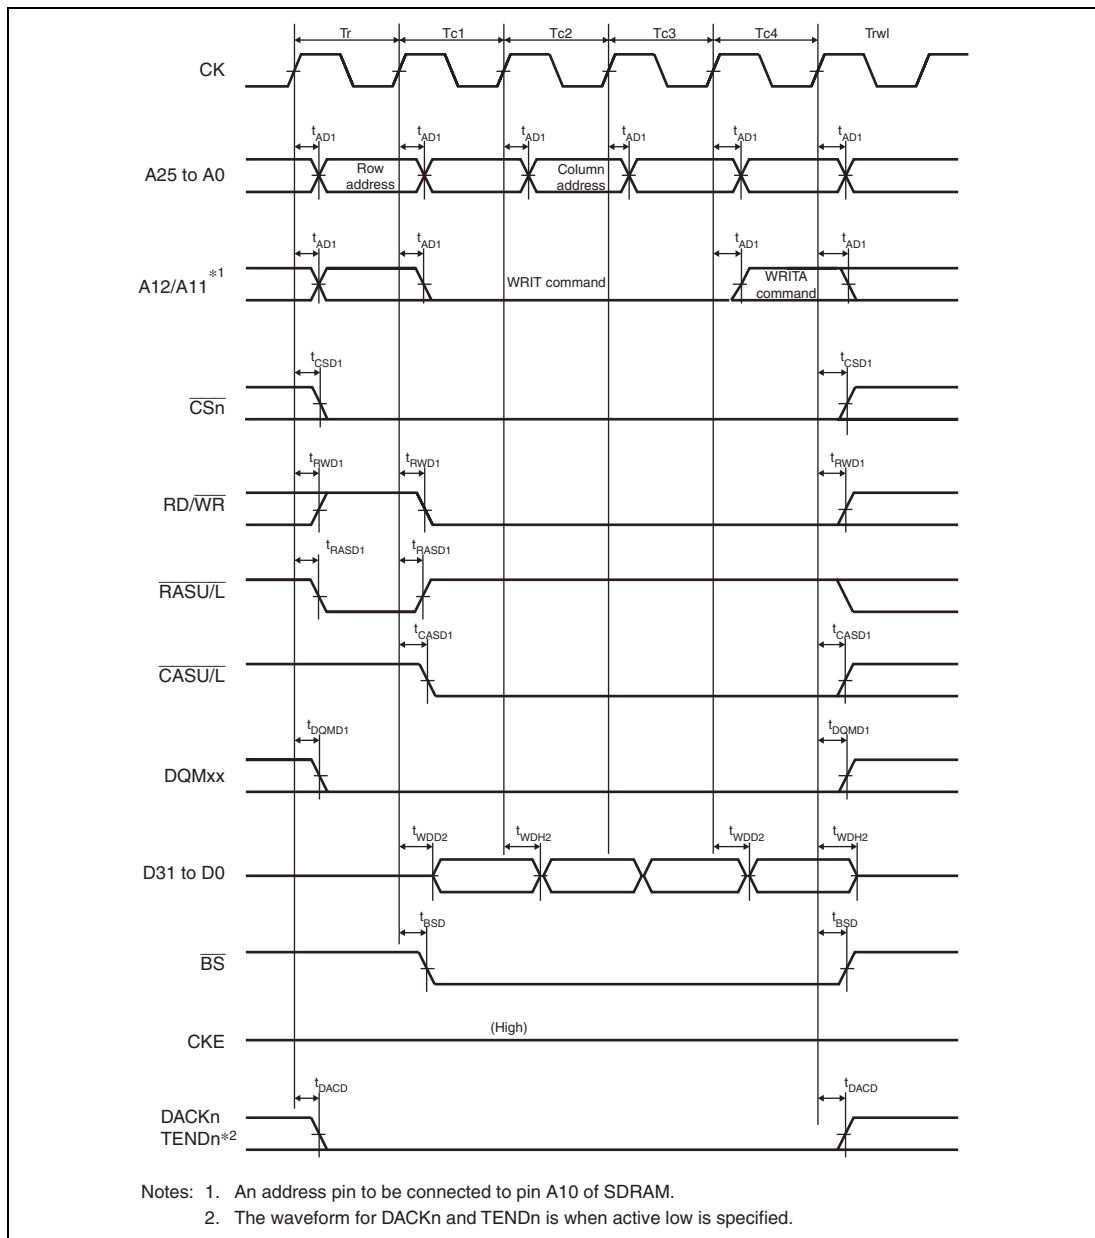 Tr Tc1 Tc2 Tc3 Tc4 Trwl
CK
tAD1 tAD1 tAD1 tAD1 tAD1 tAD1
A25 to A0
Row address
Column address
tAD1 tAD1 tAD1 tAD1
A12/A11*1
WRIT command
WRITA command
tCSD1 tCSD1
CSn
tRWD1 tRWD1 tRWD1
RD/WR
tRASD1 tRASD1
RASU/L
tCASD1 tCASD1
CASU/L
tDQMD1 tDQMD1
DQMxx
tWDD2 tWDH2 tWDD2 tWDH2
D31 to D0
tBSD tBSD
BS
(High)
CKE
tDACD tDACD
DACKn
TENDn*2
Notes: 1. An address pin to be connected to pin A10 of SDRAM.
2. The waveform for DACKn and TENDn is when active low is specified.